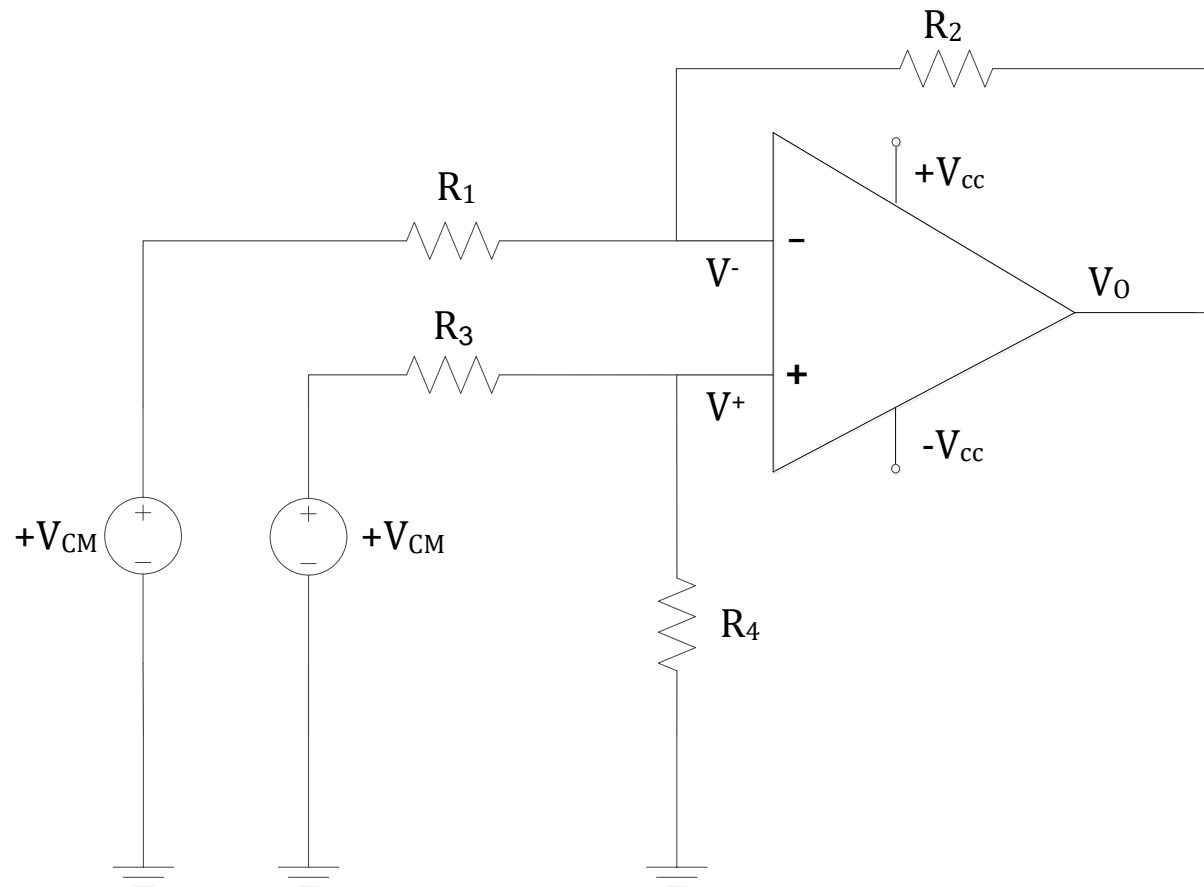 R₂
+Vcc
R₁
-
V-
V₀
R₃
+
V+
-Vcc
+
+
+VCM
+VCM
-
-
R₄